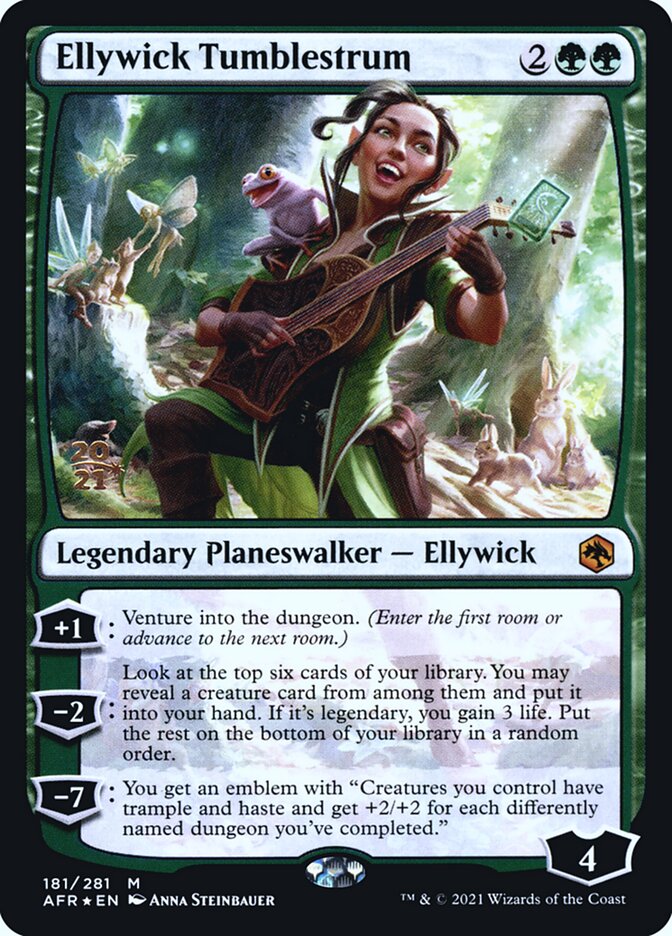 Ellywick Tumblestrum 2
20
21
Legendary Planeswalker — Ellywick
+1 : Venture into the dungeon. (Enter the first room or
advance to the next room.)
Look at the top six cards of your library. You may
reveal a creature card from among them and put it
-2 : into your hand. If it's legendary, you gain 3 life. Put
the rest on the bottom of your library in a random
order.
-7 : You get an emblem with “Creatures you control have
trample and haste and get +2/+2 for each differently
named dungeon you've completed.”
4
181/281 M
AFR★EN Anna Steinbauer
™ & © 2021 Wizards of the Coast